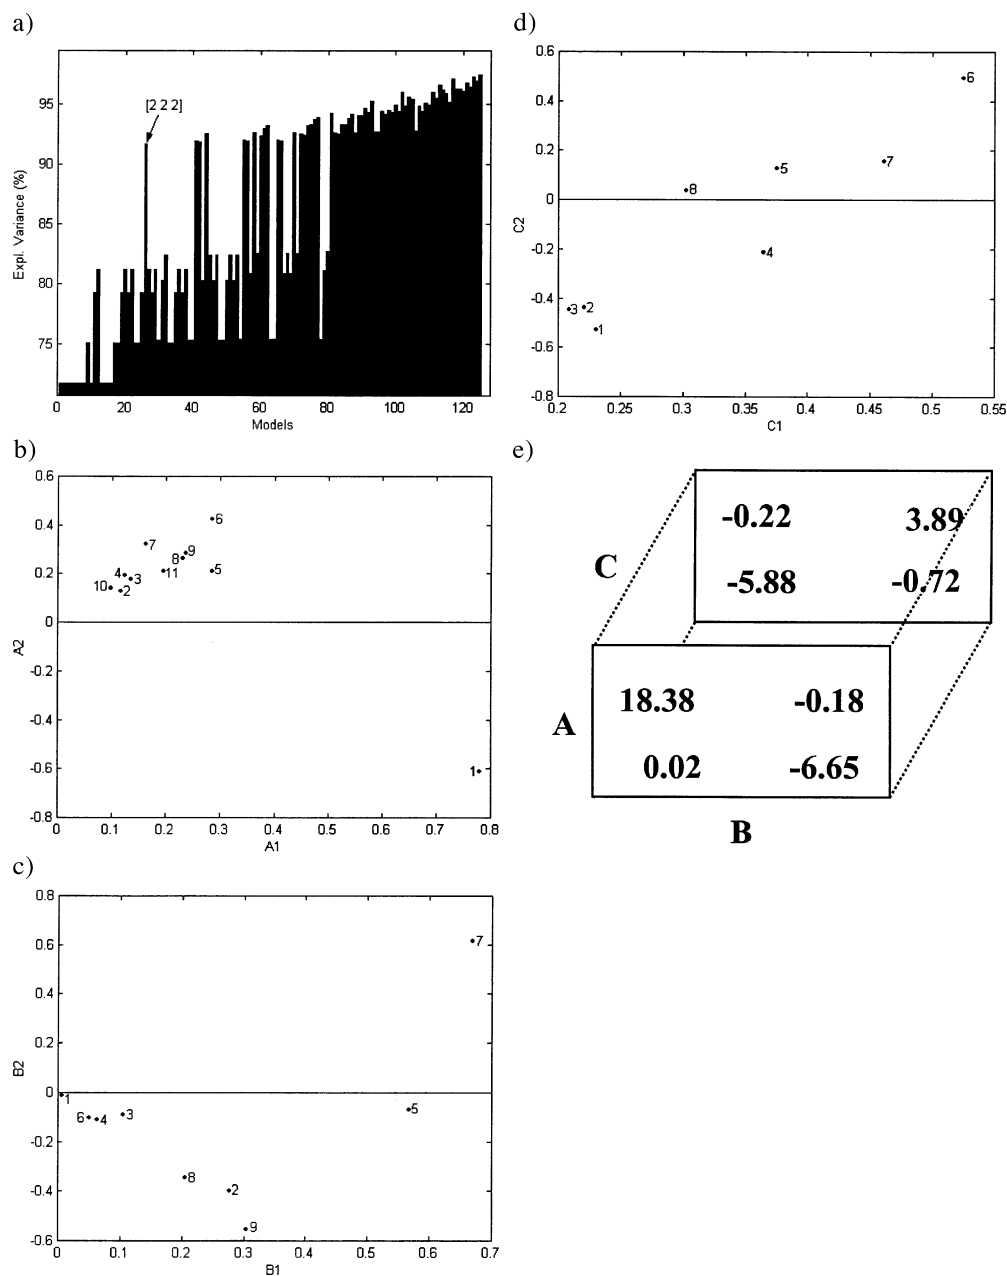 a)
[2 2 2]
95
90
85
80
75
Expl. Variance (%)
0 20 40 60 80 100 120
Models
d)
0.6
0.4
0.2
0
-0.2
-0.4
-0.6
-0.8
C2
6
7
5
8
4
3 2
1
0.2 0.25 0.3 0.35 0.4 0.45 0.5 0.55
C1
b)
0.6
0.4
0.2
0
-0.2
-0.4
-0.6
-0.8
A2
6
7
9
8
11 5
4 3
10 2
1
0 0.1 0.2 0.3 0.4 0.5 0.6 0.7 0.8
A1
e)
C
-0.22 3.89
-5.88 -0.72
A
18.38 -0.18
0.02 -6.65
B
c)
0.8
0.6
0.4
0.2
0
-0.2
-0.4
-0.6
B2
7
1
5
6 4 3
8
2
9
0 0.1 0.2 0.3 0.4 0.5 0.6 0.7
B1